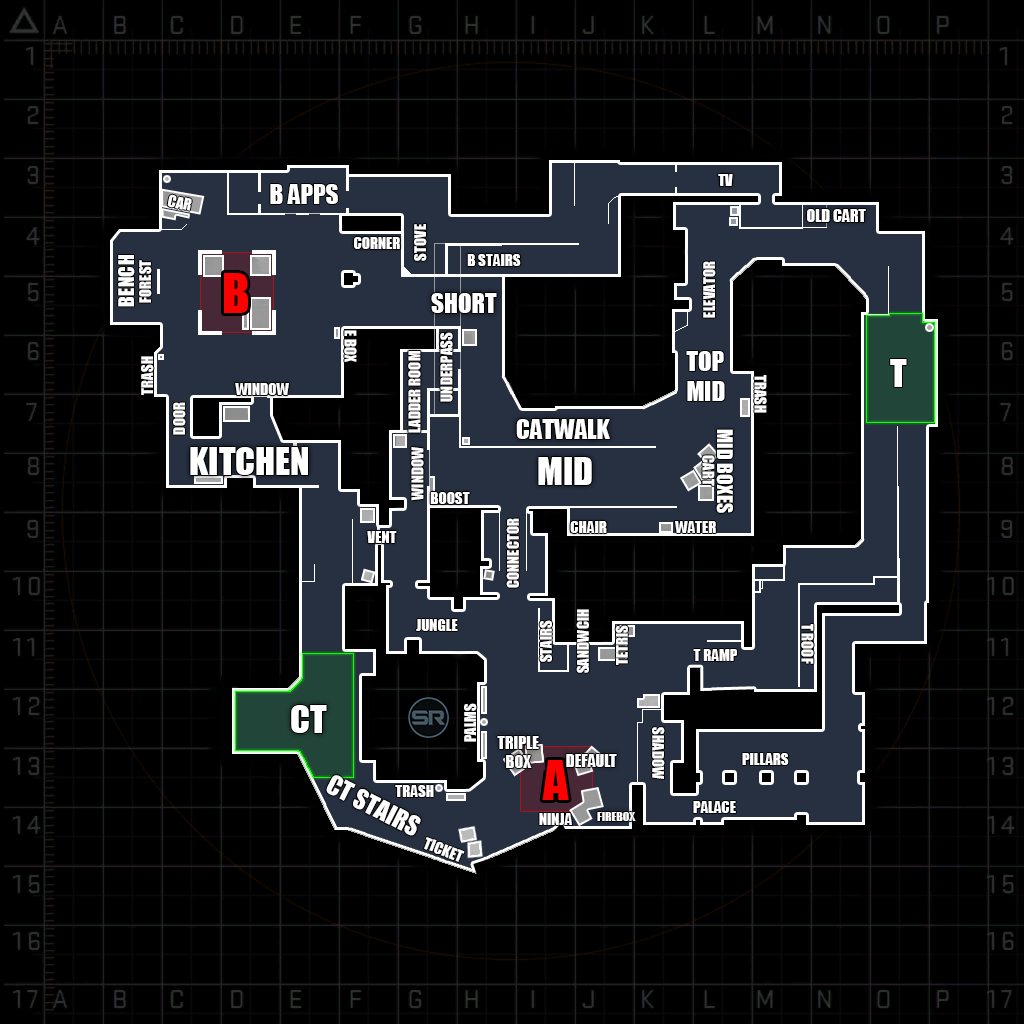 A B C D E F G H I J K L M N O P
1 1
2 2
3 3
TV
CAR
B APPS
OLD CART
4 4
CORNER
STOVE
B STAIRS
BENCH
FOREST
ELEVATOR
5 5
B
SHORT
6 6
E BOX
UNDERPASS
LADDER ROOM
TRASH
TOP
MID
T
WINDOW
TRASH
7 7
DOOR
CATWALK
8 8
KITCHEN
WINDOW
MID
CART
MID BOXES
BOOST
9 9
CHAIR
WATER
VENT
CONNECTOR
10 10
JUNGLE
STAIRS
SANDWCIH
TETRIS
T RAMP
T ROOF
11 11
12 12
CT
SR
PALMS
TRIPLE
BOX
DEFAULT
SHADOW
PILLARS
13 13
A
CT STAIRS
TRASH
PALACE
NINJA
FIREBOX
14 14
TICKET
15 15
16 16
17 A B C D E F G H I J K L M N O P 17